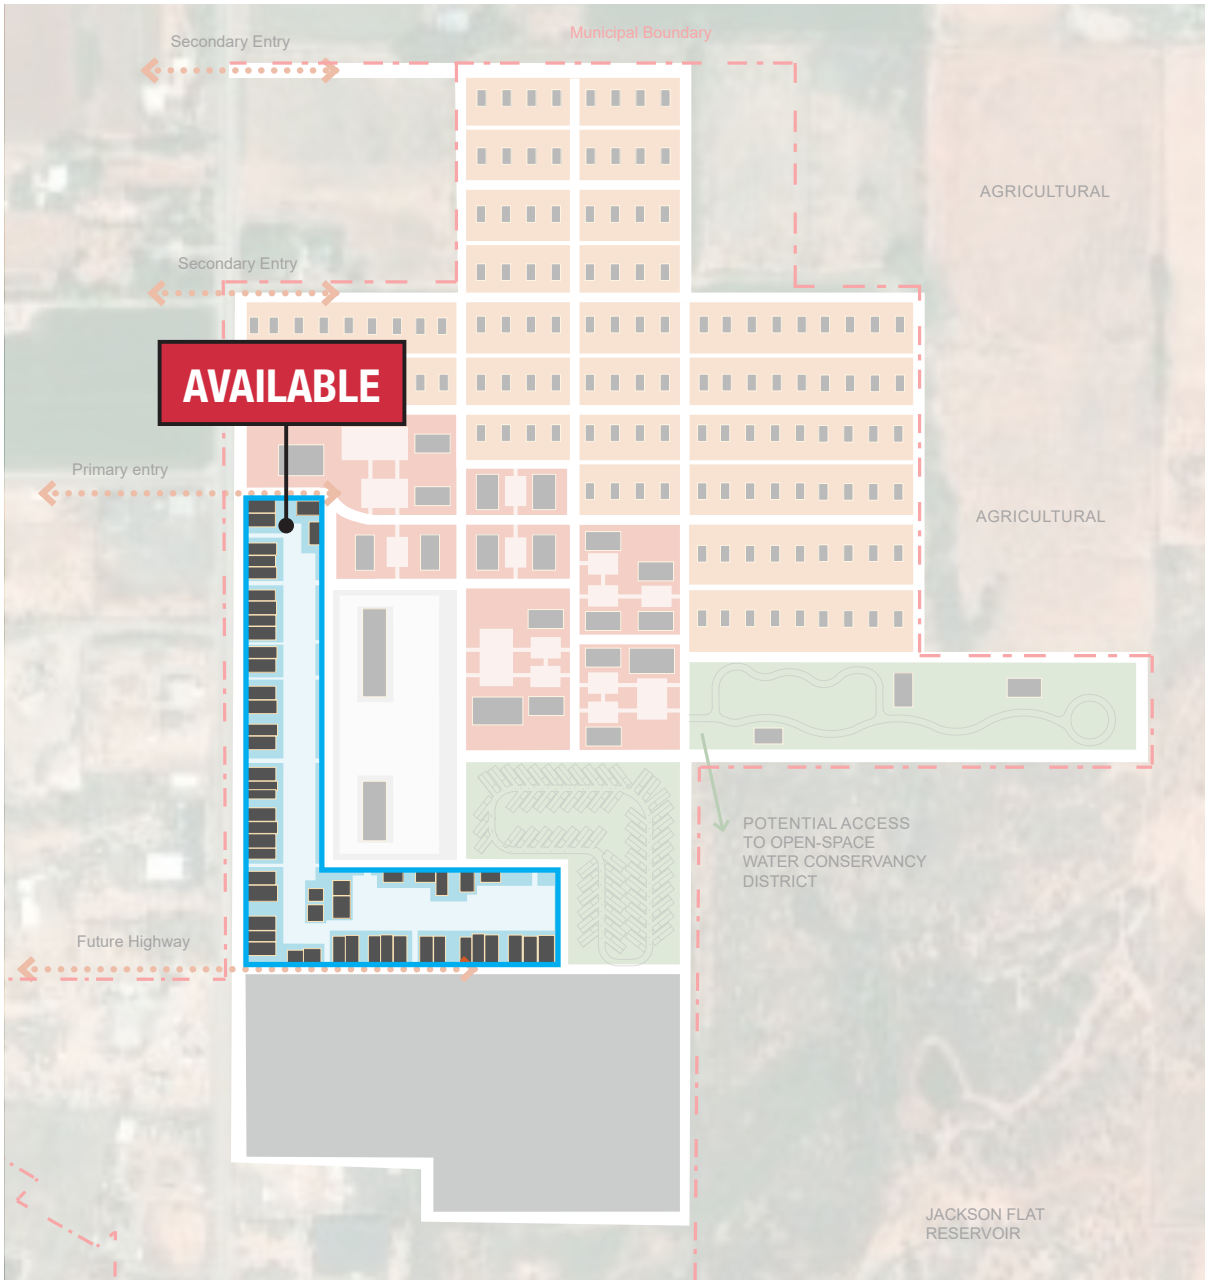 Secondary Entry
Municipal Boundary
AGRICULTURAL
Secondary Entry
AVAILABLE
Primary entry
AGRICULTURAL
POTENTIAL ACCESS
TO OPEN-SPACE
WATER CONSERVANCY
DISTRICT
Future Highway
JACKSON FLAT
RESERVOIR